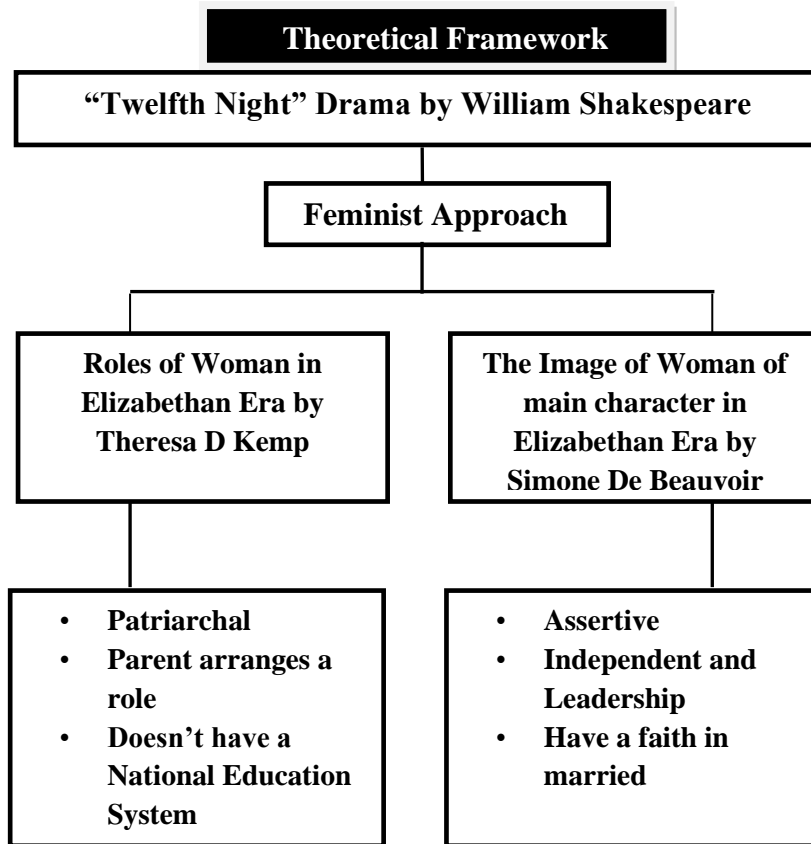 Theoretical Framework
“Twelfth Night” Drama by William Shakespeare
Feminist Approach
Roles of Woman in
Elizabethan Era by
Theresa D Kemp
The Image of Woman of
main character in
Elizabethan Era by
Simone De Beauvoir
• Patriarchal
• Parent arranges a
role
• Doesn’t have a
National Education
System
• Assertive
• Independent and
Leadership
• Have a faith in
married